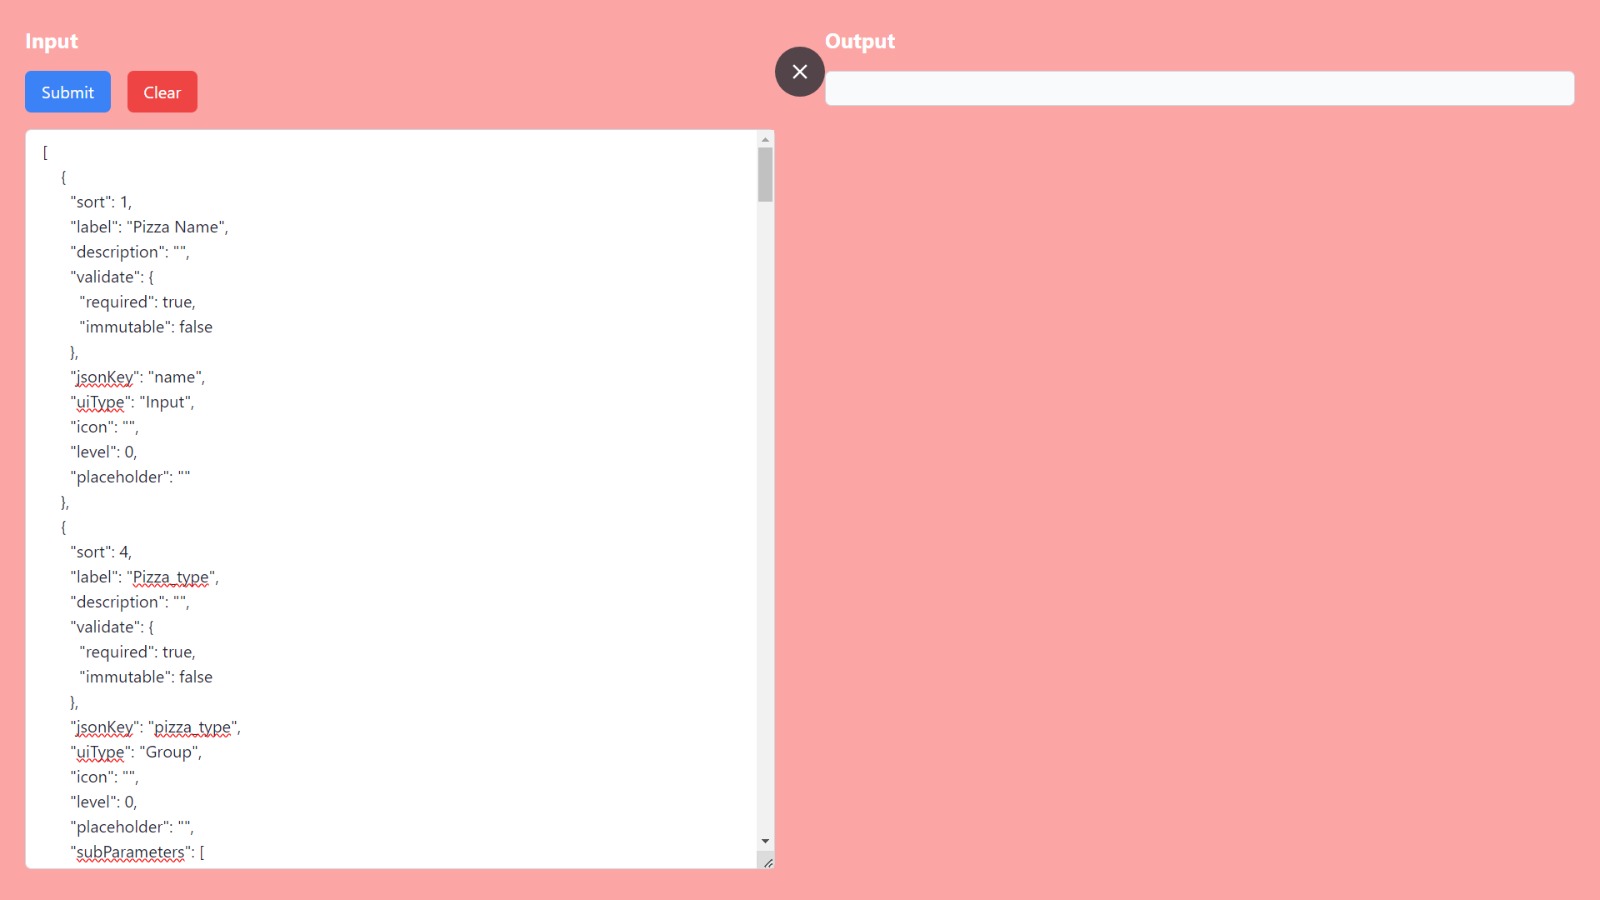 Input
Output
Submit
Clear
[
{
"sort": 1,
"label": "Pizza Name",
"description": "",
"validate": {
"required": true,
"immutable": false
},
"jsonKey": "name",
"uiType": "Input",
"icon": "",
"level": 0,
"placeholder": ""
},
{
"sort": 4,
"label": "Pizza_type",
"description": "",
"validate": {
"required": true,
"immutable": false
},
"jsonKey": "pizza_type",
"uiType": "Group",
"icon": "",
"level": 0,
"placeholder": "",
"subParameters": [